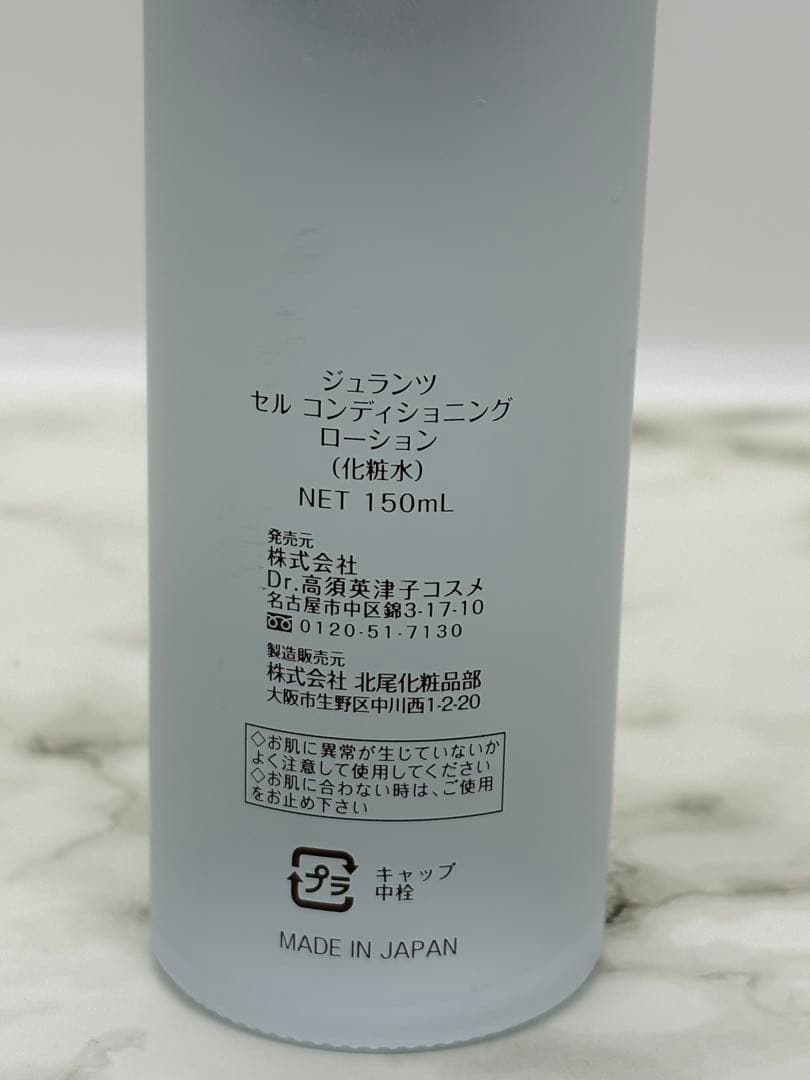 ジュランツ
セル コンディショニング
ローション
(化粧水)
NET 150mL
発売元
株式会社
Dr.高須英津子コスメ
名古屋市中区錦3-17-10
0120-51-7130
製造販売元
株式会社 北尾化粧品部
大阪市生野区中川西1-2-20
◇お肌に異常が生じていないか
よく注意して使用してください
◇お肌に合わない時は、ご使用
をお止め下さい
プラ キャップ
中栓
MADE IN JAPAN